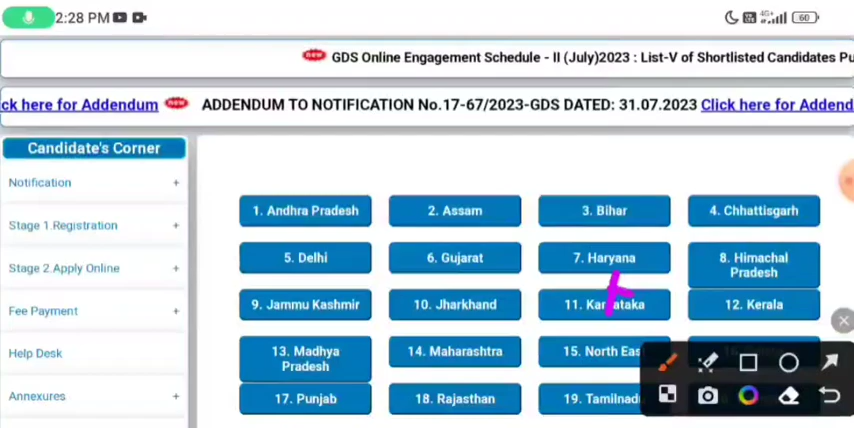 2:28 PM
4G+
60
new GDS Online Engagement Schedule - II (July)2023 : List-V of Shortlisted Candidates Pu
ck here for Addendum new ADDENDUM TO NOTIFICATION No.17-67/2023-GDS DATED: 31.07.2023 Click here for Addend
Candidate's Corner
Notification +
Stage 1.Registration +
Stage 2.Apply Online +
Fee Payment +
Help Desk
Annexures +
1. Andhra Pradesh
2. Assam
3. Bihar
4. Chhattisgarh
5. Delhi
6. Gujarat
7. Haryana
8. Himachal
Pradesh
9. Jammu Kashmir
10. Jharkhand
11. Karnataka
12. Kerala
13. Madhya
Pradesh
14. Maharashtra
15. North Eas
17. Punjab
18. Rajasthan
19. Tamilnad